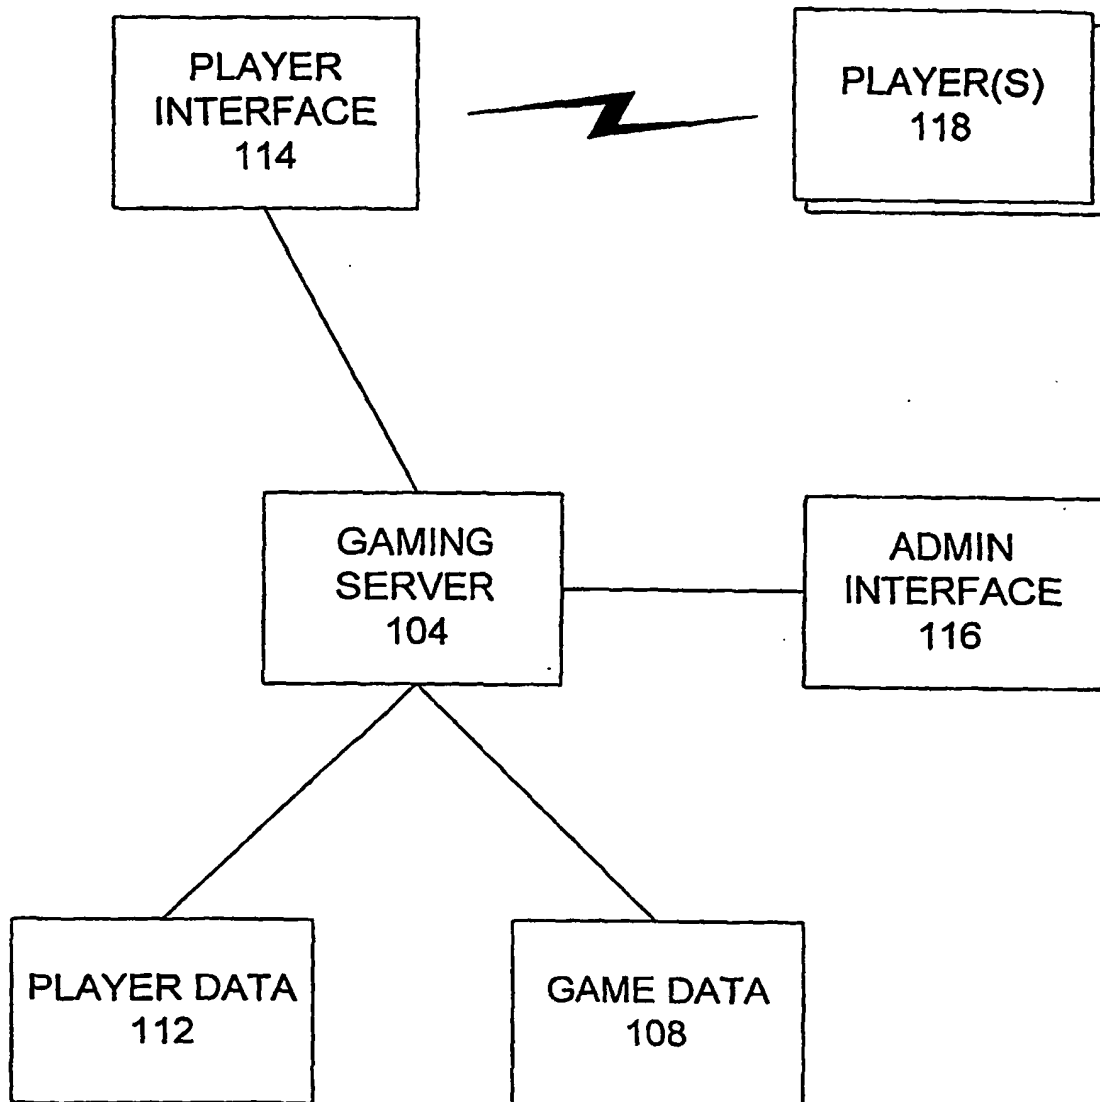 PLAYER
INTERFACE
114
PLAYER(S)
118
GAMING
SERVER
104
ADMIN
INTERFACE
116
PLAYER DATA
112
GAME DATA
108